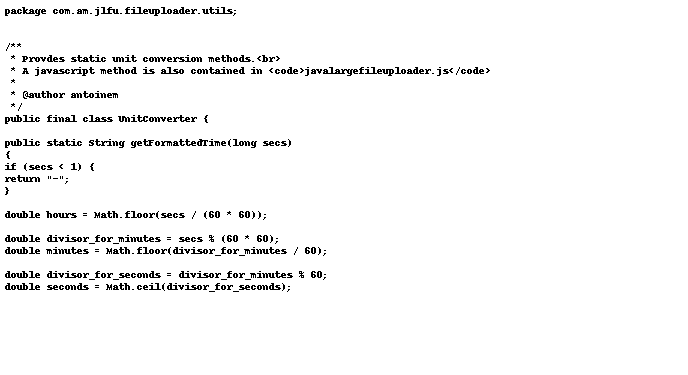 package com.am.jlfu.fileuploader.utils;
/**
* Provdes static unit conversion methods.<br>
* A javascript method is also contained in <code>javalargefileuploader.js</code>
*
* @author antoinem
*/
public final class UnitConverter {
public static String getFormattedTime(long secs)
{
if (secs < 1) {
return "-";
}
double hours = Math.floor(secs / (60 * 60));
double divisor_for_minutes = secs % (60 * 60);
double minutes = Math.floor(divisor_for_minutes / 60);
double divisor_for_seconds = divisor_for_minutes % 60;
double seconds = Math.ceil(divisor_for_seconds);